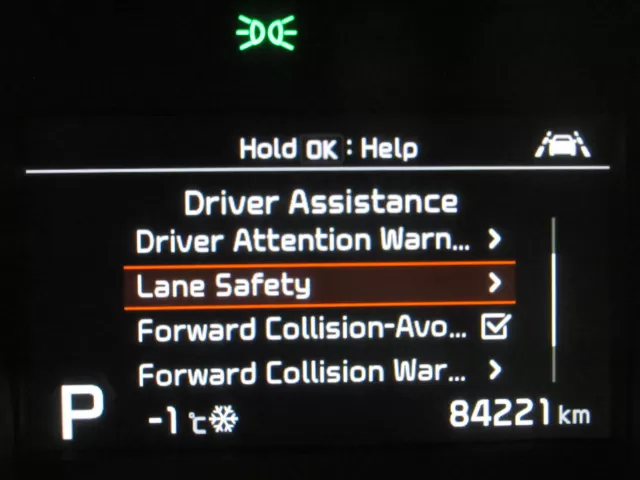 Hold OK : Help
Driver Assistance
Driver Attention Warn...
Lane Safety
Forward Collision-Avo...
Forward Collision War...
P -1 ℃ 84221 km